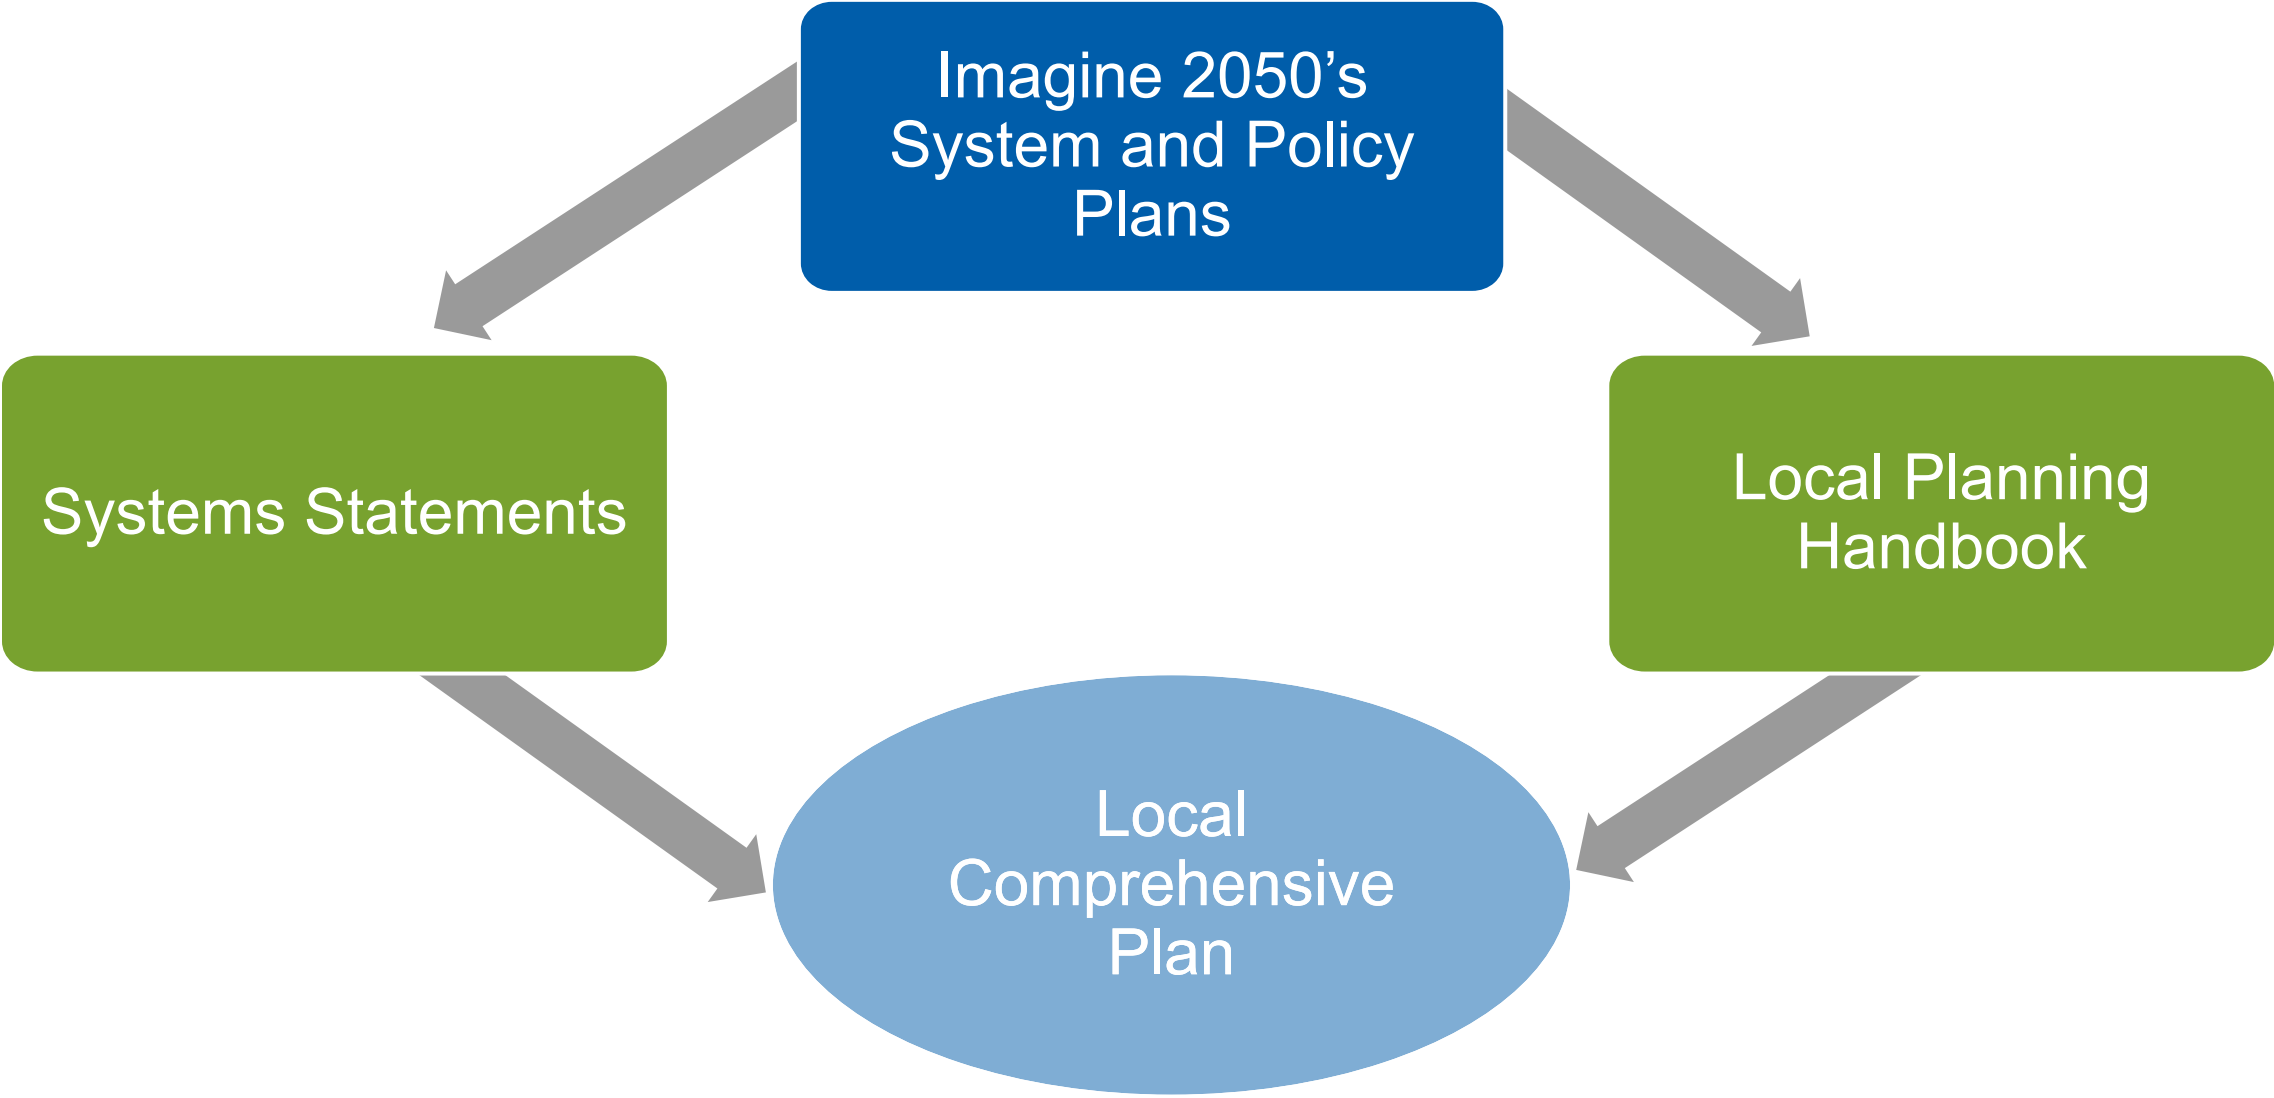 Imagine 2050’s
System and Policy
Plans
Systems Statements
Local Planning
Handbook
Local
Comprehensive
Plan